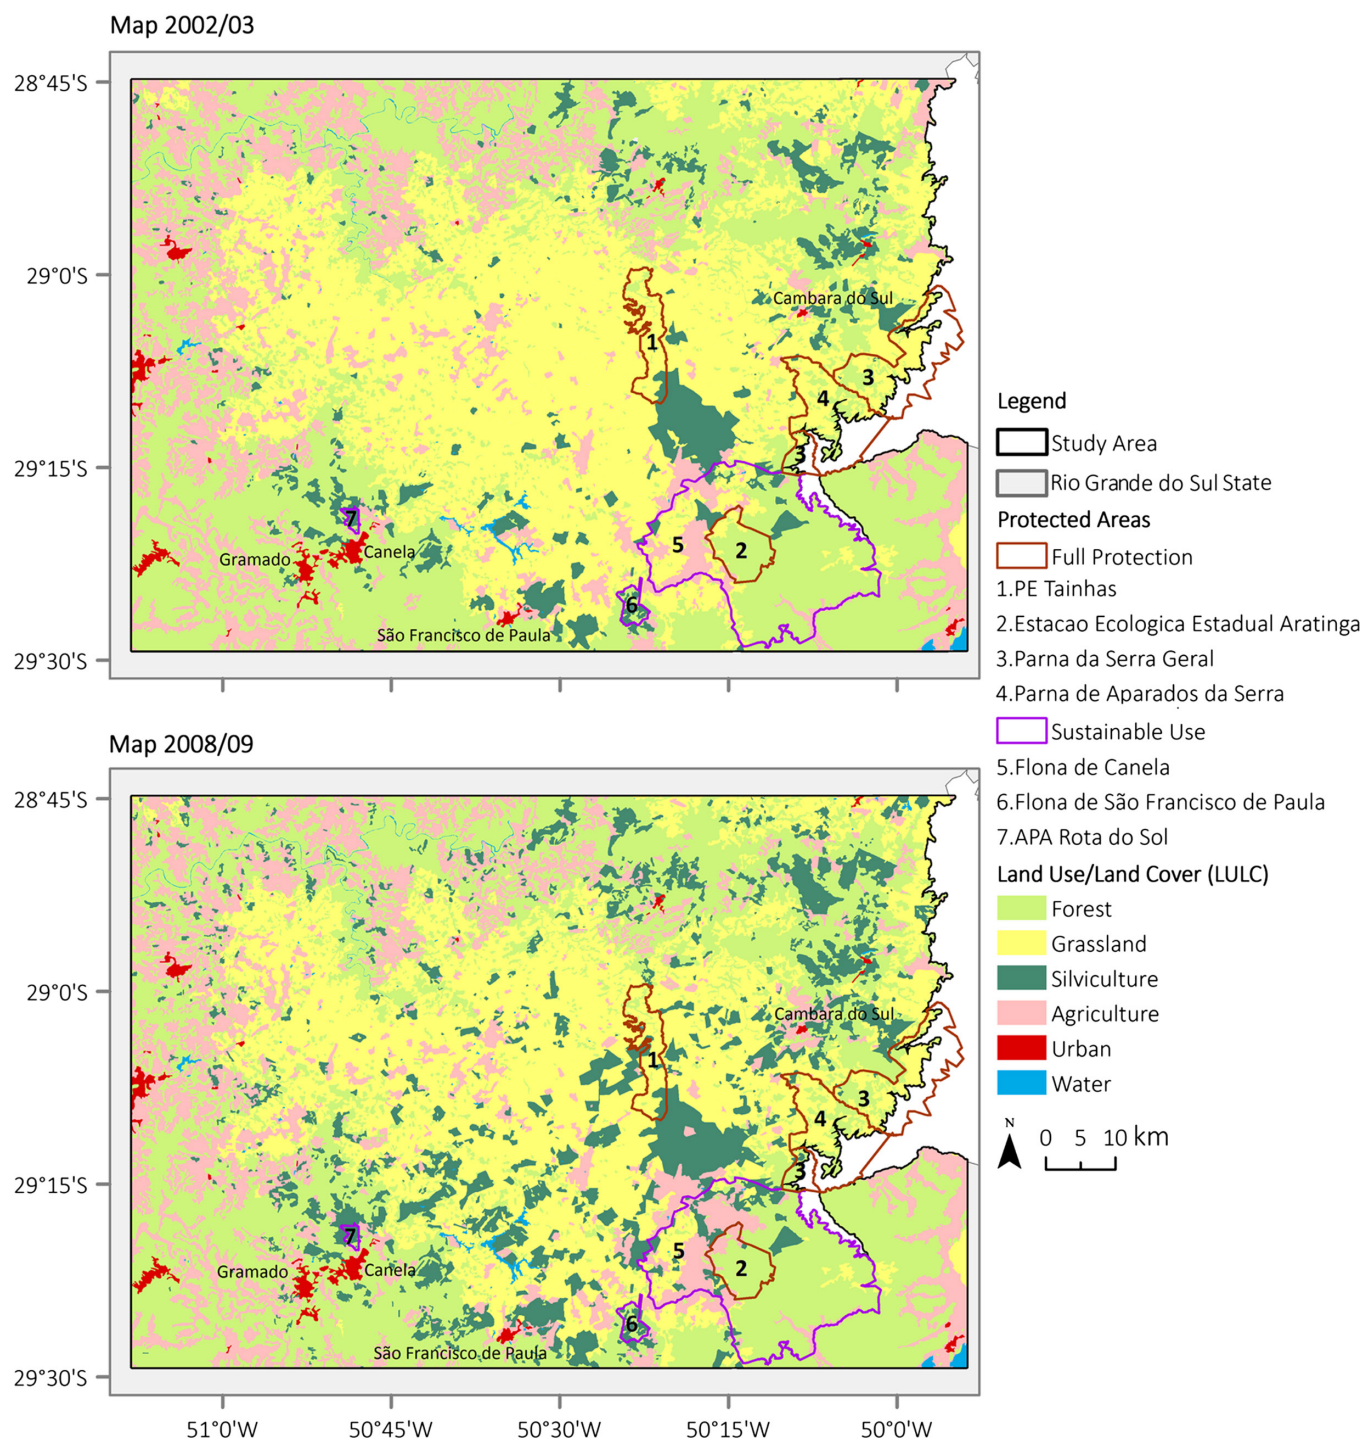 Map 2002/03
28°45'S
29°0'S
29°15'S
29°30'S
Cambara do Sul
1
3
4
3
7
Gramado
Canela
5
2
6
São Francisco de Paula
Map 2008/09
28°45'S
29°0'S
29°15'S
29°30'S
Cambara do Sul
1
3
4
3
7
Gramado
Canela
5
2
6
São Francisco de Paula
51°0'W
50°45'W
50°30'W
50°15'W
50°0'W
Legend
Study Area
Rio Grande do Sul State
Protected Areas
Full Protection
1.PE Tainhas
2.Estacao Ecologica Estadual Aratinga
3.Parna da Serra Geral
4.Parna de Aparados da Serra
Sustainable Use
5.Flona de Canela
6.Flona de São Francisco de Paula
7.APA Rota do Sol
Land Use/Land Cover (LULC)
Forest
Grassland
Silviculture
Agriculture
Urban
Water
N
0 5 10 km